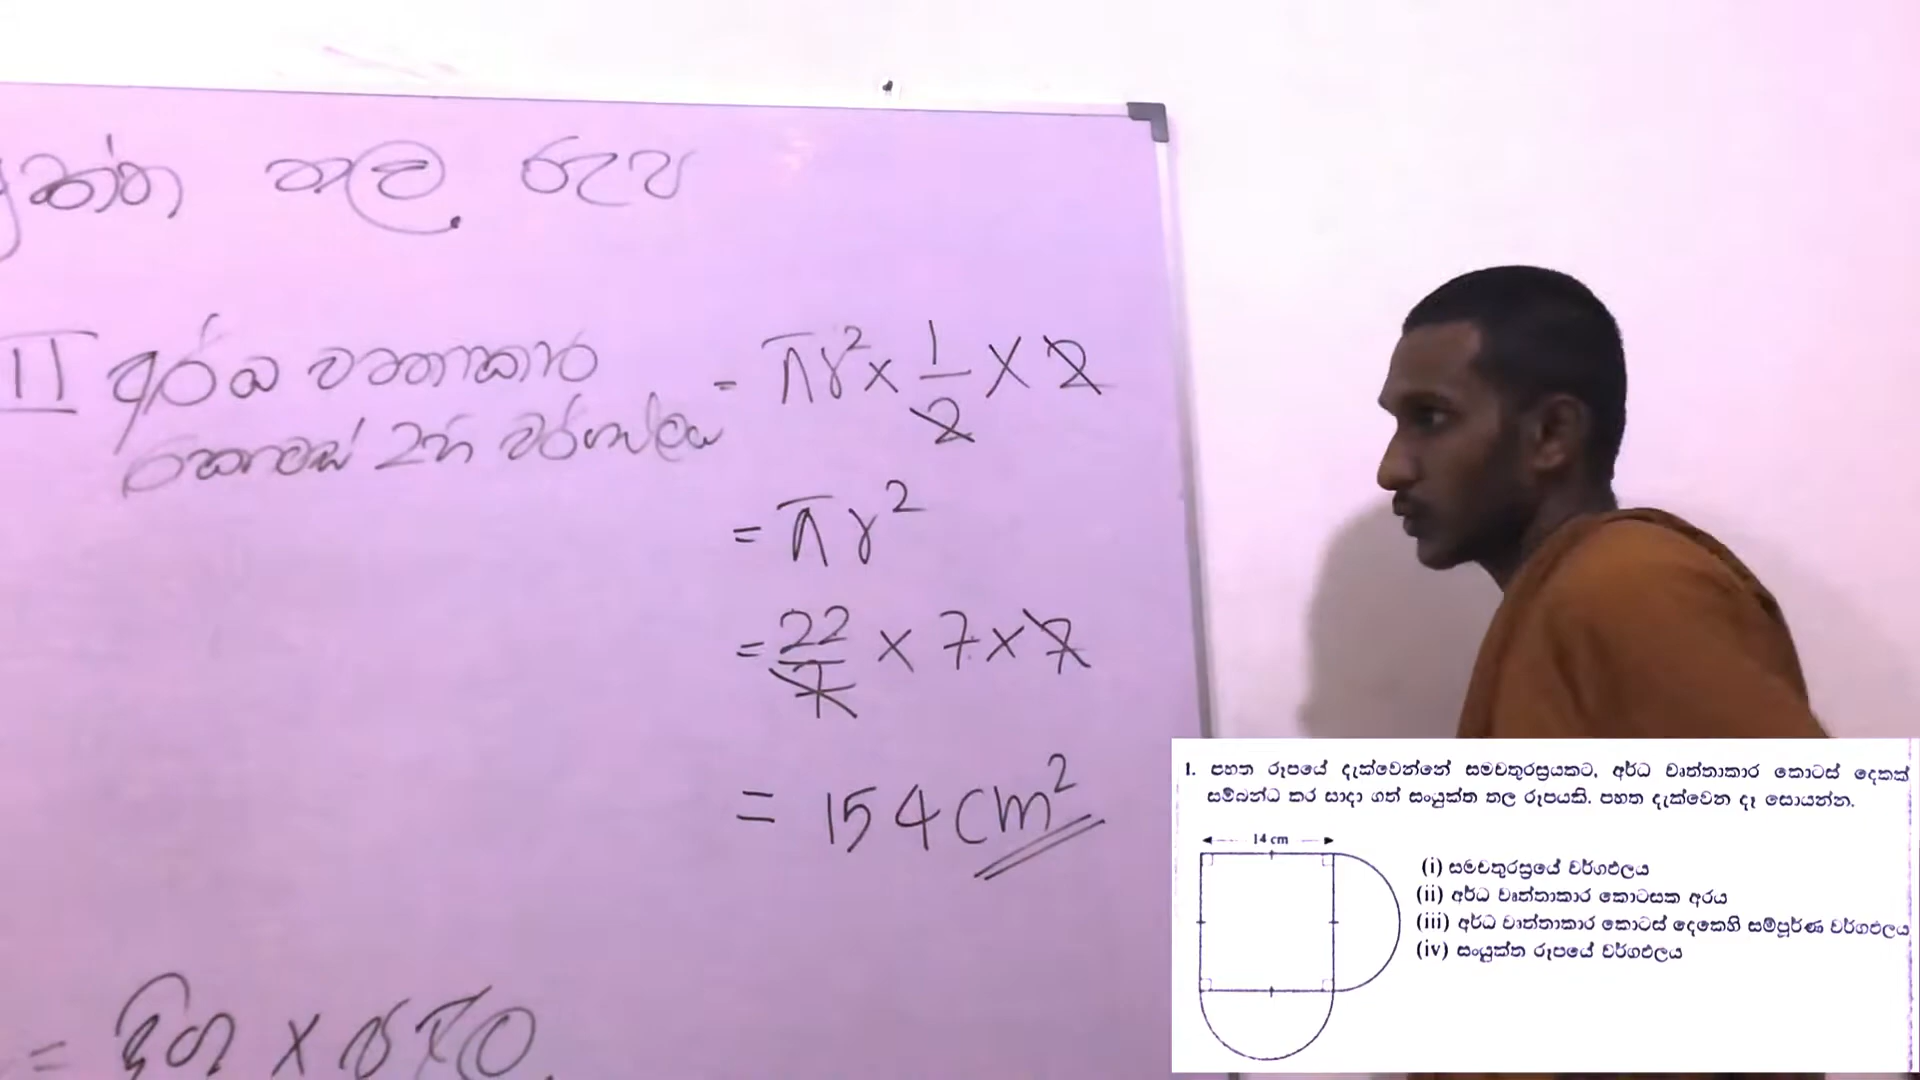 තල රූප
II අර්ධ වෘත්තාකාර
කොටස් 2හි වර්ගඵලය = πr² × 1/2 × 2
= πr²
= 22/7 × 7 × 7
= 154 cm²
= දිග × පළල
1. පහත රූපයේ දැක්වෙන්නේ සමචතුරස්‍රයකට, අර්ධ වෘත්තාකාර කොටස් දෙකක්
සම්බන්ධ කර සාදා ගත් සංයුක්ත තල රූපයකි. පහත දැක්වෙන දෑ සොයන්න.
14 cm
(i) සමචතුරස්‍රයේ වර්ගඵලය
(ii) අර්ධ වෘත්තාකාර කොටසක අරය
(iii) අර්ධ වෘත්තාකාර කොටස් දෙකෙහි සම්පූර්ණ වර්ගඵලය
(iv) සංයුක්ත රූපයේ වර්ගඵලය